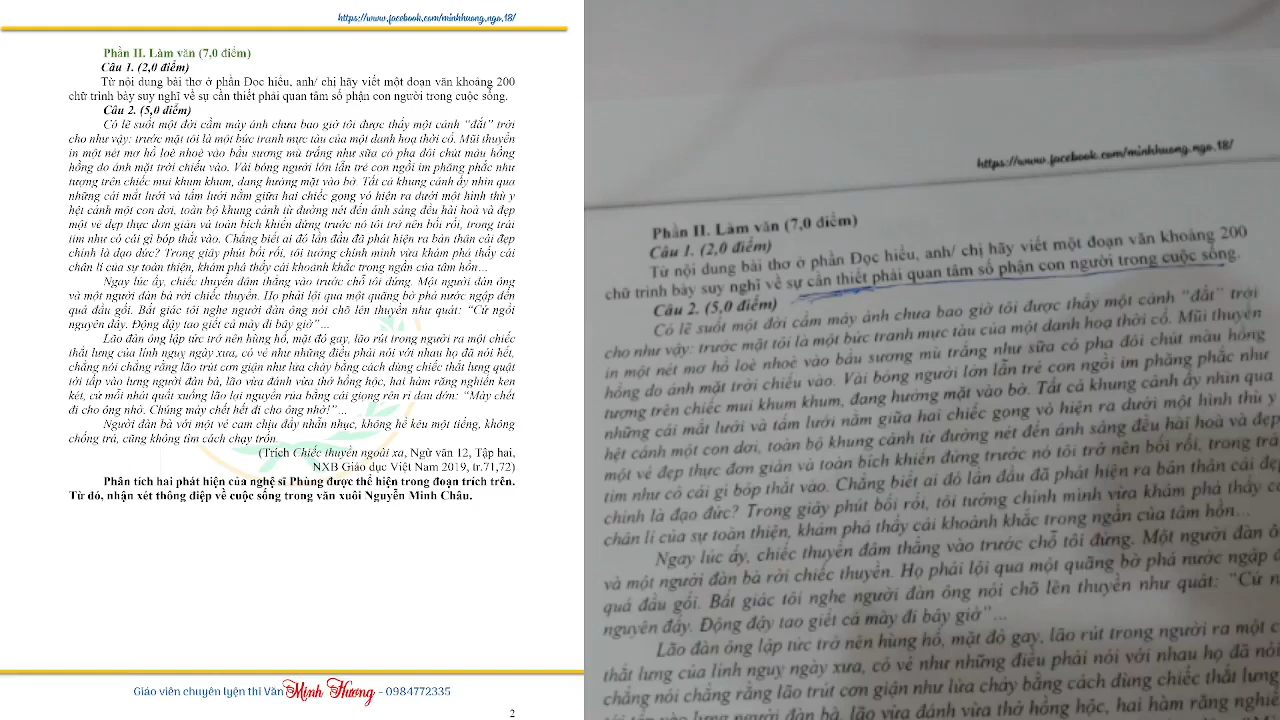 https://www.facebook.com/minhhuong.ngo.18/
Phần II. Làm văn (7,0 điểm)
Câu 1. (2,0 điểm)
Từ nội dung bài thơ ở phần Đọc hiểu, anh/ chị hãy viết một đoạn văn khoảng 200
chữ trình bày suy nghĩ về sự cần thiết phải quan tâm số phận con người trong cuộc sống.
Câu 2. (5,0 điểm)
Có lẽ suốt một đời cầm máy ảnh chưa bao giờ tôi được thấy một cảnh “đắt” trời
cho như vậy: trước mặt tôi là một bức tranh mực tàu của một danh hoạ thời cổ. Mũi thuyền
in một nét mơ hồ loè nhoè vào bầu sương mù trắng như sữa có pha đôi chút màu hồng
hồng do ánh mặt trời chiếu vào. Vài bóng người lớn lẫn trẻ con ngồi im phăng phắc như
tượng trên chiếc mui khum khum, đang hướng mặt vào bờ. Tất cả khung cảnh ấy nhìn qua
những cái mắt lưới và tấm lưới nằm giữa hai chiếc gọng vó hiện ra dưới một hình thù y
hệt cánh một con dơi, toàn bộ khung cảnh từ đường nét đến ánh sáng đều hài hoà và đẹp
một vẻ đẹp thực đơn giản và toàn bích khiến đứng trước nó tôi trở nên bối rối, trong trái
tim như có cái gì bóp thắt vào. Chẳng biết ai đó lần đầu đã phát hiện ra bản thân cái đẹp
chính là đạo đức? Trong giây phút bối rối, tôi tưởng chính mình vừa khám phá thấy cái
chân lí của sự toàn thiện, khám phá thấy cái khoảnh khắc trong ngần của tâm hồn…
Ngay lúc ấy, chiếc thuyền đâm thẳng vào trước chỗ tôi đứng. Một người đàn ông
và một người đàn bà rời chiếc thuyền. Họ phải lội qua một quãng bờ phá nước ngập đến
quá đầu gối. Bất giác tôi nghe người đàn ông nói chõ lên thuyền như quát: “Cứ ngồi
nguyên đấy. Động đậy tao giết cả mày đi bây giờ”…
Lão đàn ông lập tức trở nên hùng hổ, mặt đỏ gay, lão rút trong người ra một chiếc
thắt lưng của lính nguỵ ngày xưa, có vẻ như những điều phải nói với nhau họ đã nói hết,
chẳng nói chẳng rằng lão trút cơn giận như lửa cháy bằng cách dùng chiếc thắt lưng quật
tới tấp vào lưng người đàn bà, lão vừa đánh vừa thở hồng hộc, hai hàm răng nghiến ken
két, cứ mỗi nhát quất xuống lão lại nguyền rủa bằng cái giọng rên rỉ đau đớn: “Mày chết
đi cho ông nhờ. Chúng mày chết hết đi cho ông nhờ!”…
Người đàn bà với một vẻ cam chịu đầy nhẫn nhục, không hề kêu một tiếng, không
chống trả, cũng không tìm cách chạy trốn.
(Trích Chiếc thuyền ngoài xa, Ngữ văn 12, Tập hai,
NXB Giáo dục Việt Nam 2019, tr.71,72)
Phân tích hai phát hiện của nghệ sĩ Phùng được thể hiện trong đoạn trích trên.
Từ đó, nhận xét thông điệp về cuộc sống trong văn xuôi Nguyễn Minh Châu.
Giáo viên chuyên luyện thi Văn Minh Hương - 0984772335
2
https://www.facebook.com/minhhuong.ngo.18/
Phần II. Làm văn (7,0 điểm)
Câu 1. (2,0 điểm)
Từ nội dung bài thơ ở phần Đọc hiểu, anh/ chị hãy viết một đoạn văn khoảng 200
chữ trình bày suy nghĩ về sự cần thiết phải quan tâm số phận con người trong cuộc sống.
Câu 2. (5,0 điểm)
Có lẽ suốt một đời cầm máy ảnh chưa bao giờ tôi được thấy một cảnh “đắt” trời
cho như vậy: trước mặt tôi là một bức tranh mực tàu của một danh hoạ thời cổ. Mũi thuyền
in một nét mơ hồ loè nhoè vào bầu sương mù trắng như sữa có pha đôi chút màu hồng
hồng do ánh mặt trời chiếu vào. Vài bóng người lớn lẫn trẻ con ngồi im phăng phắc như
tượng trên chiếc mui khum khum, đang hướng mặt vào bờ. Tất cả khung cảnh ấy nhìn qua
những cái mắt lưới và tấm lưới nằm giữa hai chiếc gọng vó hiện ra dưới một hình thù y
hệt cánh một con dơi, toàn bộ khung cảnh từ đường nét đến ánh sáng đều hài hoà và đẹp
một vẻ đẹp thực đơn giản và toàn bích khiến đứng trước nó tôi trở nên bối rối, trong
tim như có cái gì bóp thắt vào. Chẳng biết ai đó lần đầu đã phát hiện ra bản thân cái
chính là đạo đức? Trong giây phút bối rối, tôi tưởng chính mình vừa khám phá thấy
chân lí của sự toàn thiện, khám phá thấy cái khoảnh khắc trong ngần của tâm hồn...
Ngay lúc ấy, chiếc thuyền đâm thẳng vào trước chỗ tôi đứng. Một người đàn
và một người đàn bà rời chiếc thuyền. Họ phải lội qua một quãng bờ phá nước ngập
quá đầu gối. Bất giác tôi nghe người đàn ông nói chõ lên thuyền như quát: “Cứ
nguyên đấy. Động đậy tao giết cả mày đi bây giờ”...
Lão đàn ông lập tức trở nên hùng hổ, mặt đỏ gay, lão rút trong người ra một
thắt lưng của lính nguỵ ngày xưa, có vẻ như những điều phải nói với nhau họ đã nói
chẳng nói chẳng rằng lão trút cơn giận như lửa cháy bằng cách dùng chiếc thắt lưng
tới tấp vào lưng người đàn bà, lão vừa đánh vừa thở hồng hộc, hai hàm răng